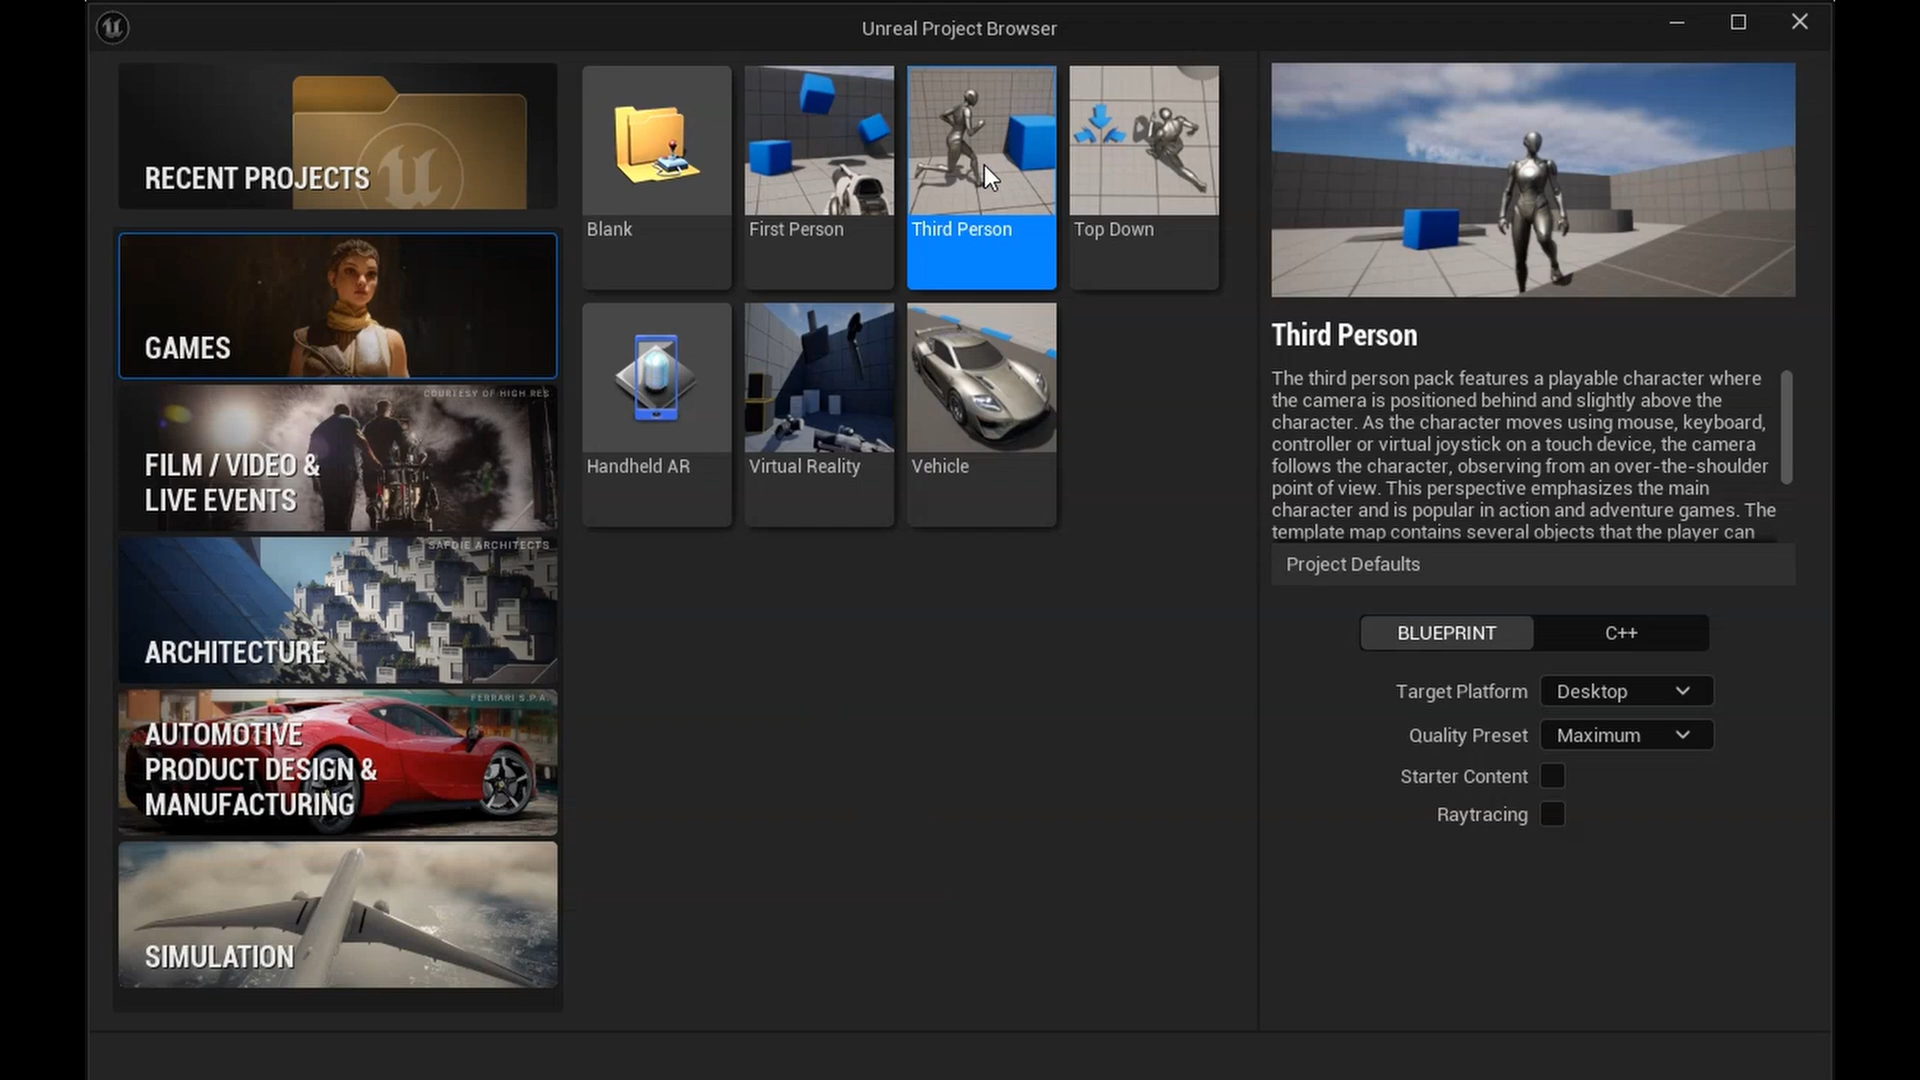 Unreal Project Browser
RECENT PROJECTS
GAMES
COURTESY OF HIGH RES
FILM / VIDEO &
LIVE EVENTS
SAFDIE ARCHITECTS
ARCHITECTURE
FERRARI S.P.A.
AUTOMOTIVE
PRODUCT DESIGN &
MANUFACTURING
SIMULATION
Blank
First Person
Third Person
Top Down
Handheld AR
Virtual Reality
Vehicle
Third Person
The third person pack features a playable character where
the camera is positioned behind and slightly above the
character. As the character moves using mouse, keyboard,
controller or virtual joystick on a touch device, the camera
follows the character, observing from an over-the-shoulder
point of view. This perspective emphasizes the main
character and is popular in action and adventure games. The
template map contains several objects that the player can
Project Defaults
BLUEPRINT
C++
Target Platform
Desktop
Quality Preset
Maximum
Starter Content
Raytracing